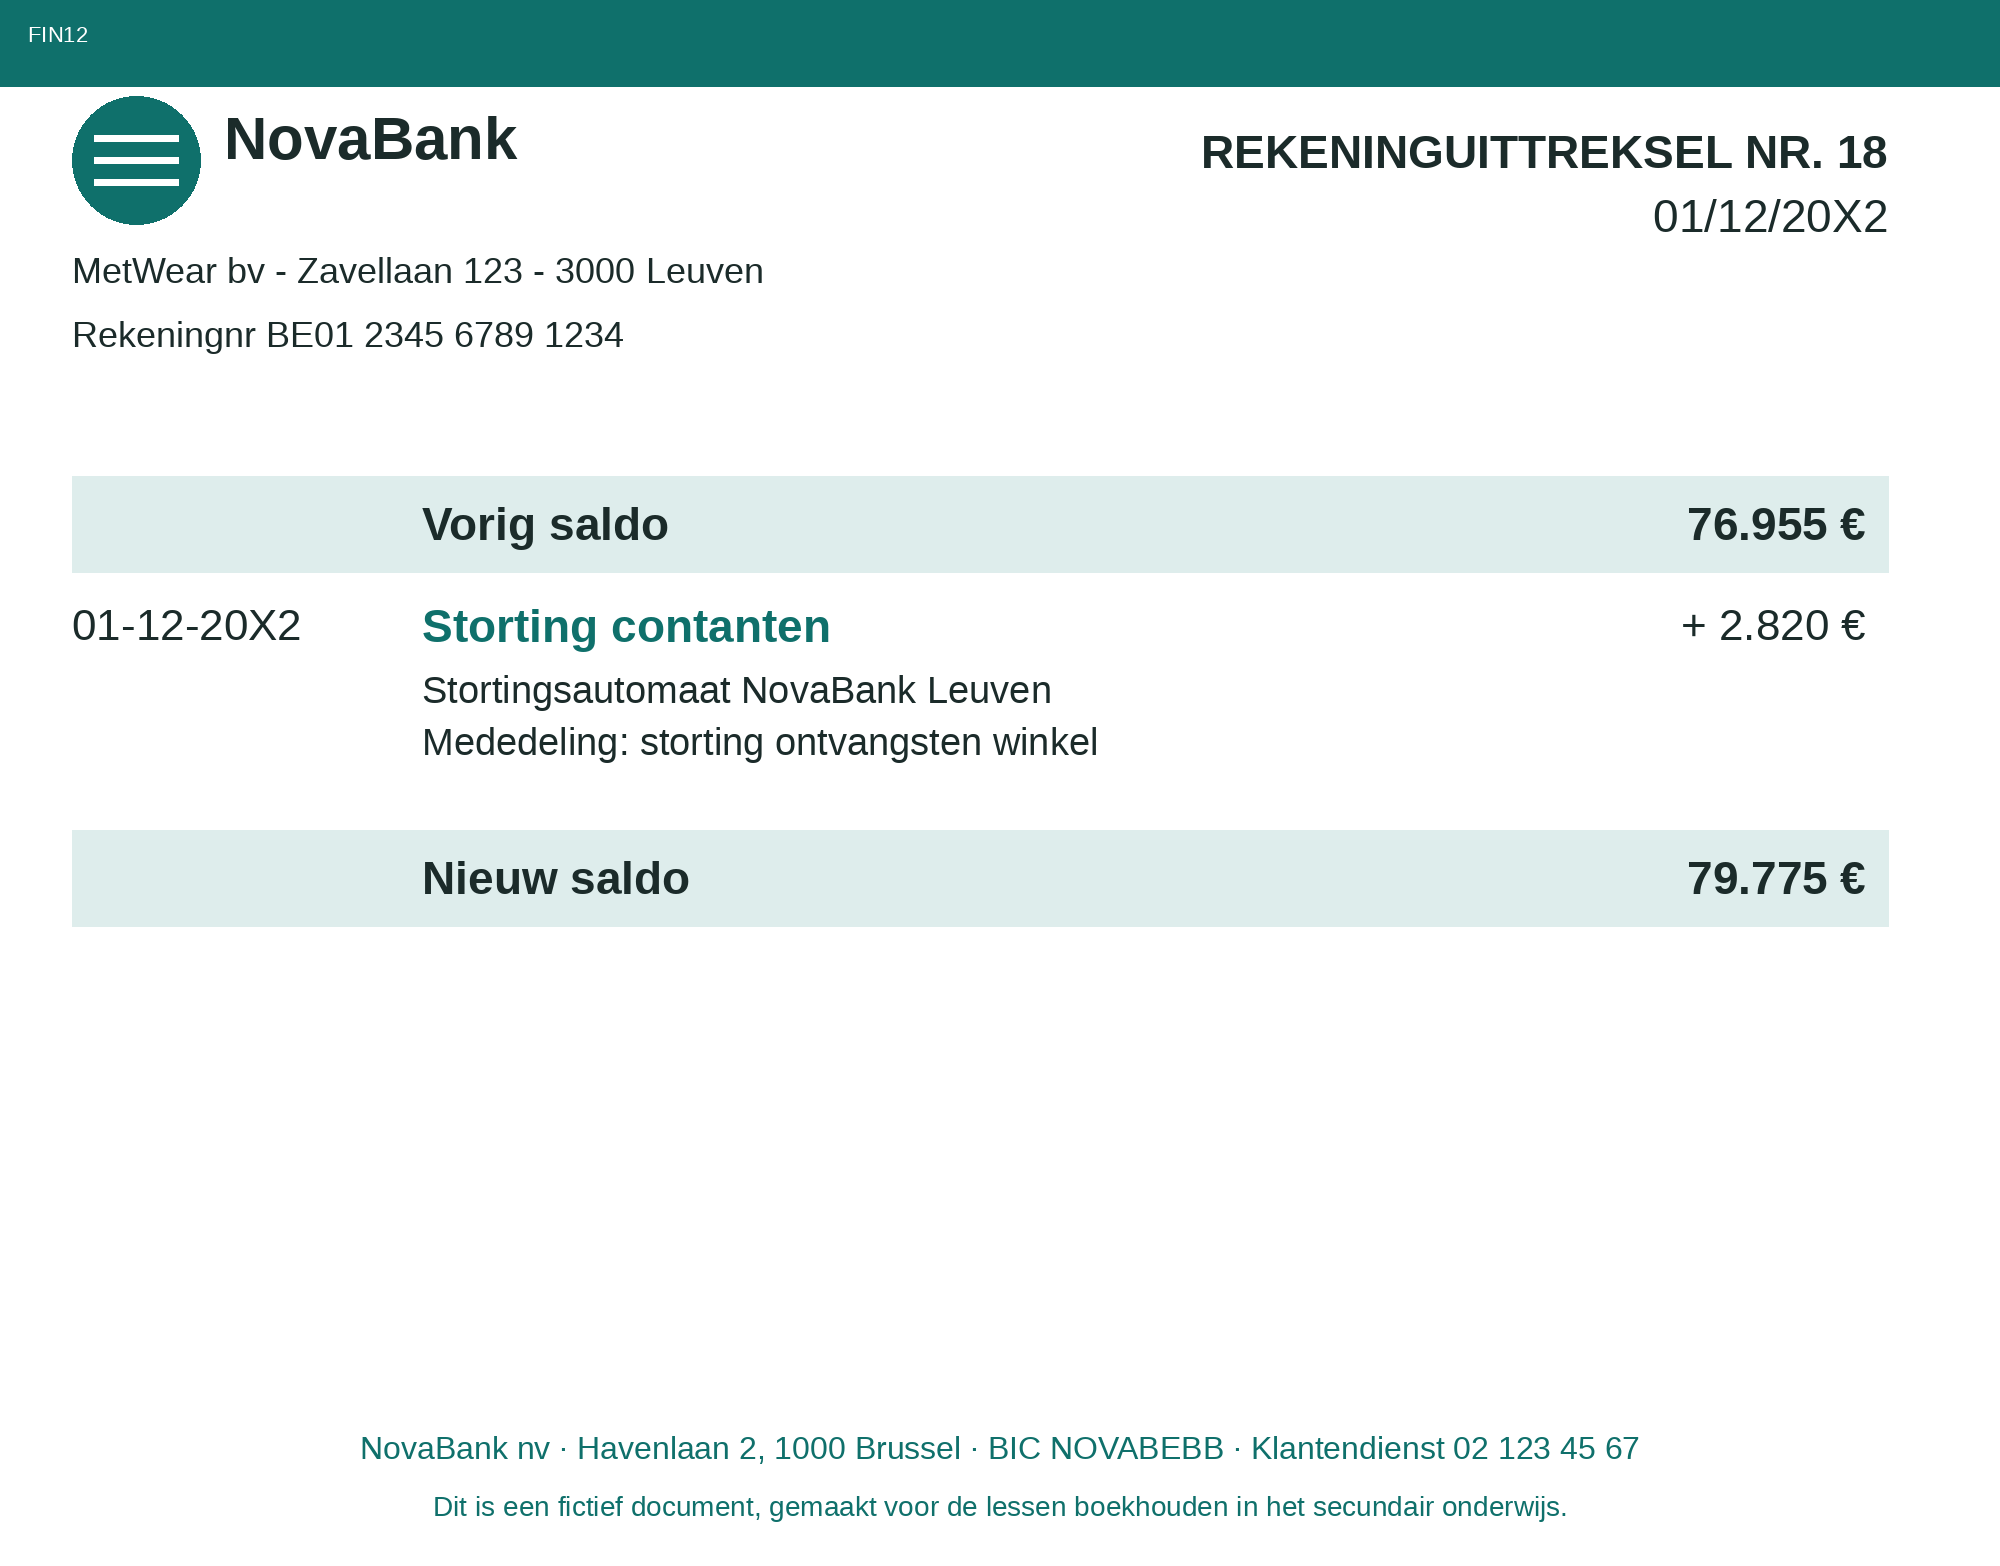 FIN12
NovaBank
REKENINGUITTREKSEL NR. 18
01/12/20X2
MetWear bv - Zavellaan 123 - 3000 Leuven
Rekeningnr BE01 2345 6789 1234
Vorig saldo 76.955 €
01-12-20X2 Storting contanten + 2.820 €
Stortingsautomaat NovaBank Leuven
Mededeling: storting ontvangsten winkel
Nieuw saldo 79.775 €
NovaBank nv · Havenlaan 2, 1000 Brussel · BIC NOVABEBB · Klantendienst 02 123 45 67
Dit is een fictief document, gemaakt voor de lessen boekhouden in het secundair onderwijs.